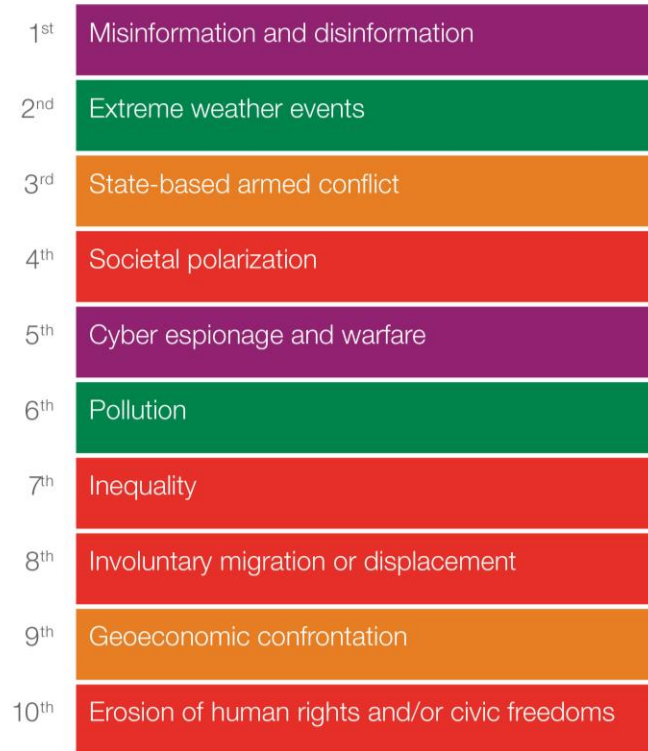 1st Misinformation and disinformation
2nd Extreme weather events
3rd State-based armed conflict
4th Societal polarization
5th Cyber espionage and warfare
6th Pollution
7th Inequality
8th Involuntary migration or displacement
9th Geoeconomic confrontation
10th Erosion of human rights and/or civic freedoms